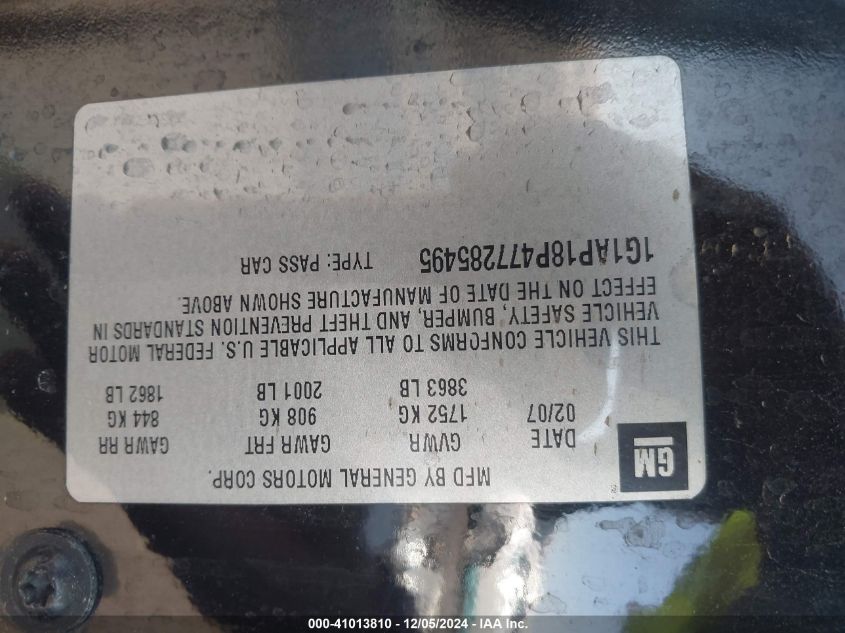 GM
MFD BY GENERAL MOTORS CORP.
DATE GVWR GAWR FRT GAWR RR
02/07 1752 KG 908 KG 844 KG
3863 LB 2001 LB 1862 LB
THIS VEHICLE CONFORMS TO ALL APPLICABLE U.S. FEDERAL MOTOR
VEHICLE SAFETY, BUMPER, AND THEFT PREVENTION STANDARDS IN
EFFECT ON THE DATE OF MANUFACTURE SHOWN ABOVE.
1G1AP18P477285495 TYPE: PASS CAR
000-41013810 - 12/05/2024 - IAA Inc.